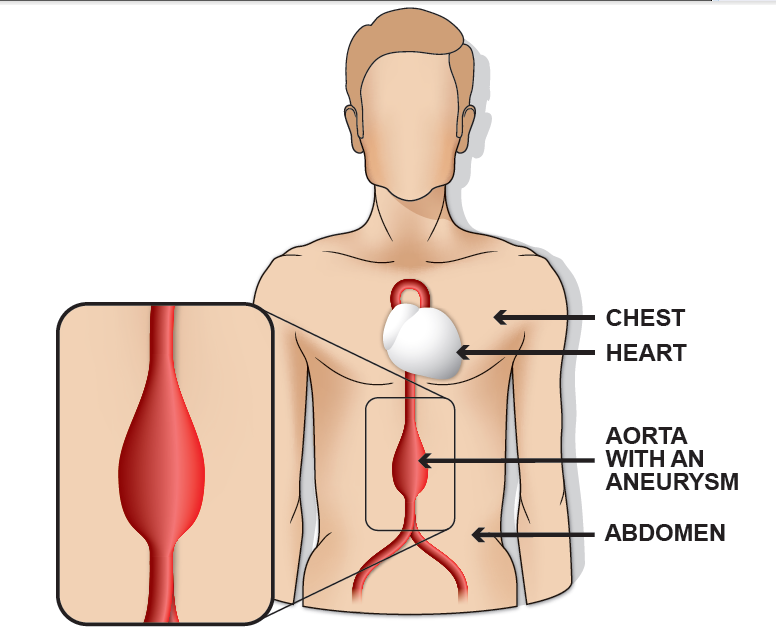 CHEST
HEART
AORTA
WITH AN
ANEURYSM
ABDOMEN